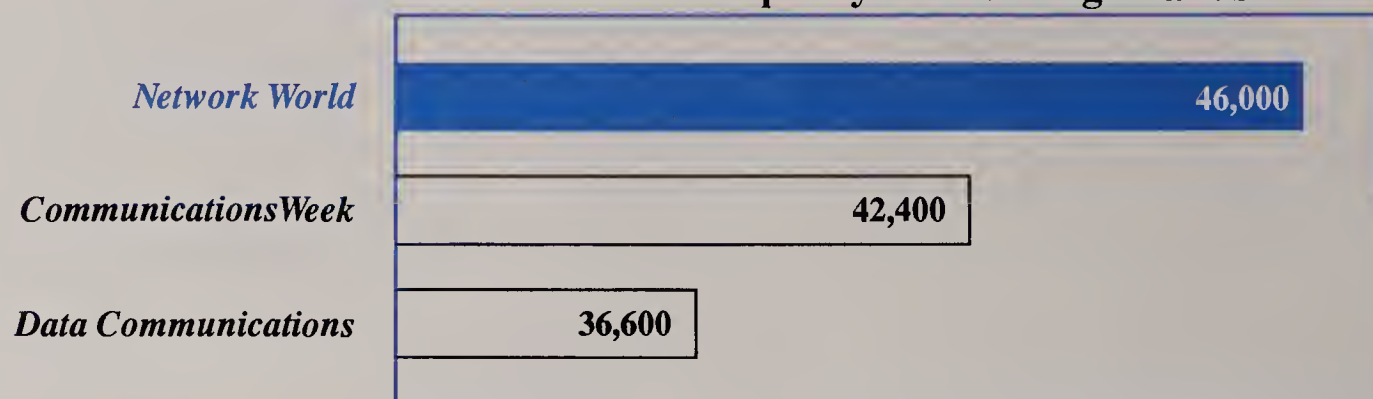 Network World 46,000
CommunicationsWeek 42,400
Data Communications 36,600